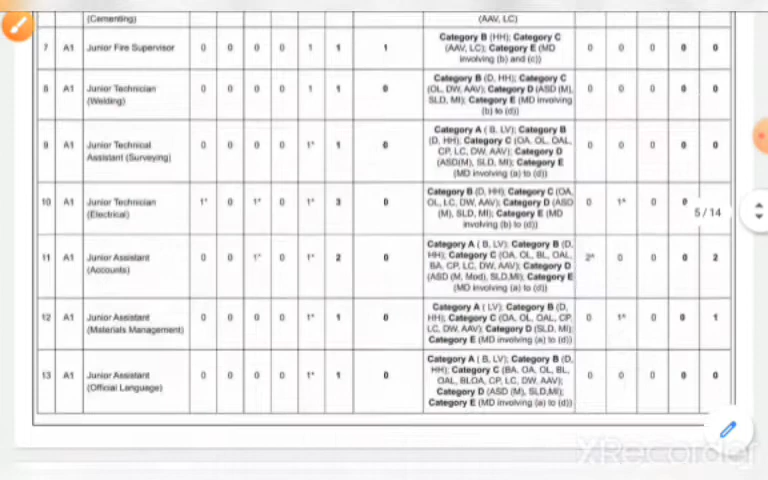 (Cementing) (AAV, LC)
7 A1 Junior Fire Supervisor 0 0 0 0 1 1 1 Category B (HH); Category C (AAV, LC); Category E (MD involving (b) and (c)) 0 0 0 0 0
8 A1 Junior Technician (Welding) 0 0 0 0 1 1 0 Category B (D, HH); Category C (OL, DW, AAV); Category D (ASD (M), SLD, MI); Category E (MD involving (b) to (d)) 0 0 0 0 0
9 A1 Junior Technical Assistant (Surveying) 0 0 0 0 1* 1 0 Category A ( B, LV); Category B (D, HH); Category C (OA, OL, OAL, CP, LC, DW, AAV); Category D (ASD(M), SLD, MI); Category E (MD involving (a) to (d)) 0 0 0 0 0
10 A1 Junior Technician (Electrical) 1* 0 1* 0 1* 3 0 Category B (D, HH); Category C (OA, OL, LC, DW, AAV); Category D (ASD (M), SLD, MI); Category E (MD involving (b) to (d)) 0 1^ 0 0
5 / 14
11 A1 Junior Assistant (Accounts) 0 0 1* 0 1* 2 0 Category A ( B, LV); Category B (D, HH); Category C (OA, OL, BL, OAL, BA, CP, LC, DW, AAV); Category D (ASD (M, Mod), SLD,MI); Category E (MD involving (a) to (d)) 2^ 0 0 0 2
12 A1 Junior Assistant (Materials Management) 0 0 0 0 1* 1 0 Category A ( LV); Category B (D, HH); Category C (OA, OL, OAL, CP, LC, DW, AAV); Category D (SLD, MI); Category E (MD involving (a) to (d)) 0 1^ 0 0 1
13 A1 Junior Assistant (Official Language) 0 0 0 0 1* 1 0 Category A ( B, LV); Category B (D, HH); Category C (BA, OA, OL, BL, OAL, BLOA, CP, LC, DW, AAV); Category D (ASD (M), SLD,MI); Category E (MD involving (a) to (d)) 0 0 0 0 0
XRecorder